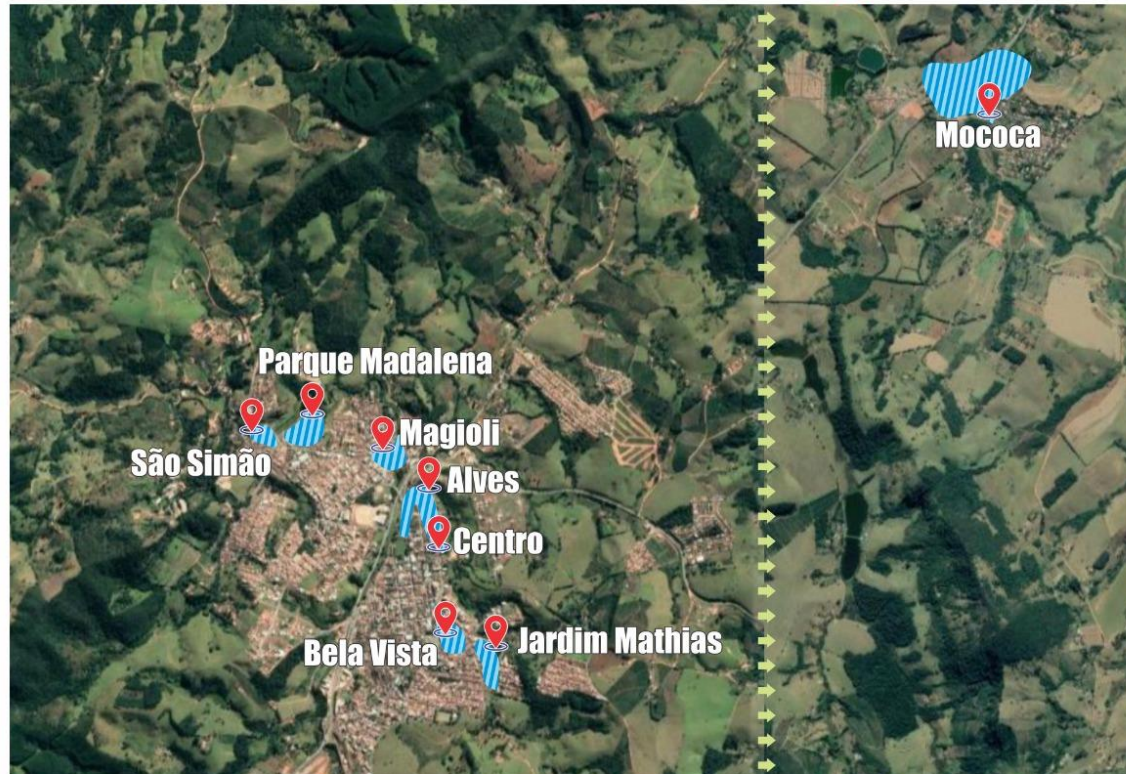 Mococa
Parque Madalena
Magioli
São Simão
Alves
Centro
Bela Vista
Jardim Mathias